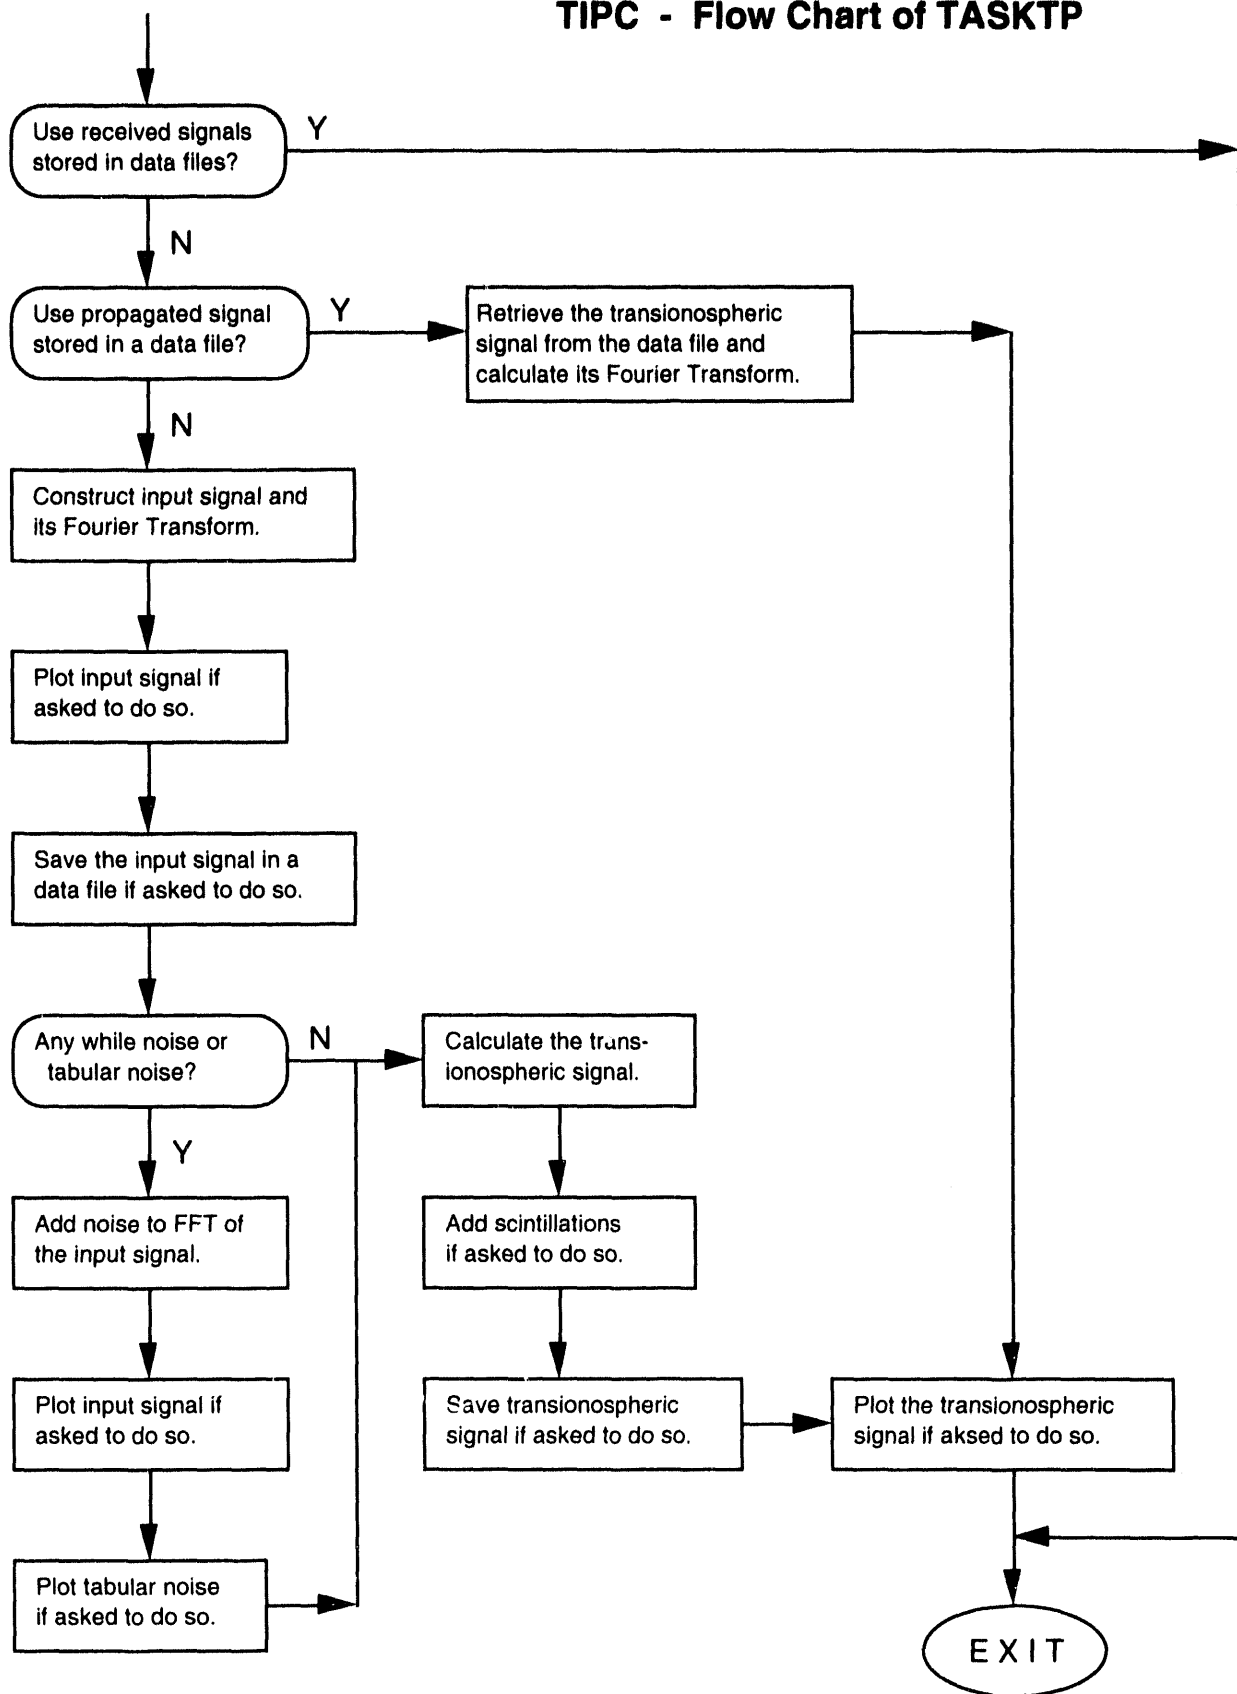 TIPC - Flow Chart of TASKTP
Use received signals
stored in data files?
Y
N
Use propagated signal
stored in a data file?
Y
Retrieve the transionospheric
signal from the data file and
calculate its Fourier Transform.
N
Construct input signal and
its Fourier Transform.
Plot input signal if
asked to do so.
Save the input signal in a
data file if asked to do so.
Any while noise or
tabular noise?
N
Calculate the trans-
ionospheric signal.
Y
Add noise to FFT of
the input signal.
Add scintillations
if asked to do so.
Plot input signal if
asked to do so.
Save transionospheric
signal if asked to do so.
Plot the transionospheric
signal if aksed to do so.
Plot tabular noise
if asked to do so.
EXIT